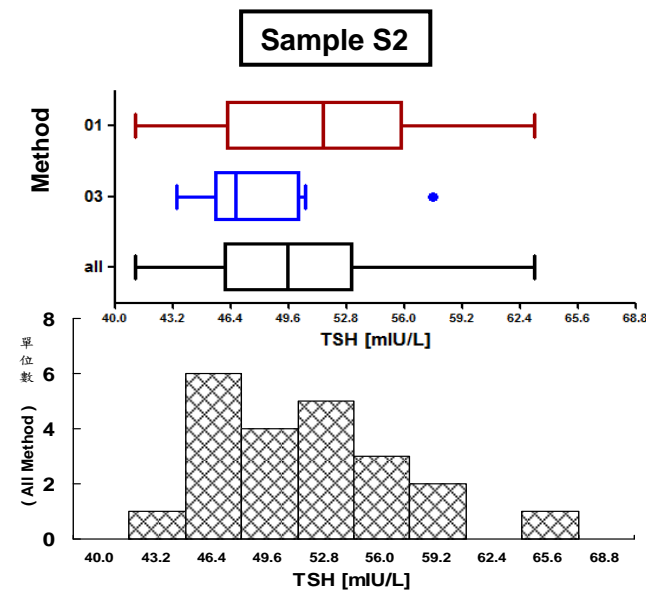 Sample S2
Method
01
03
all
40.0 43.2 46.4 49.6 52.8 56.0 59.2 62.4 65.6 68.8
TSH [mIU/L]
單位數
( All Method )
8
6
4
2
0
40.0 43.2 46.4 49.6 52.8 56.0 59.2 62.4 65.6 68.8
TSH [mIU/L]